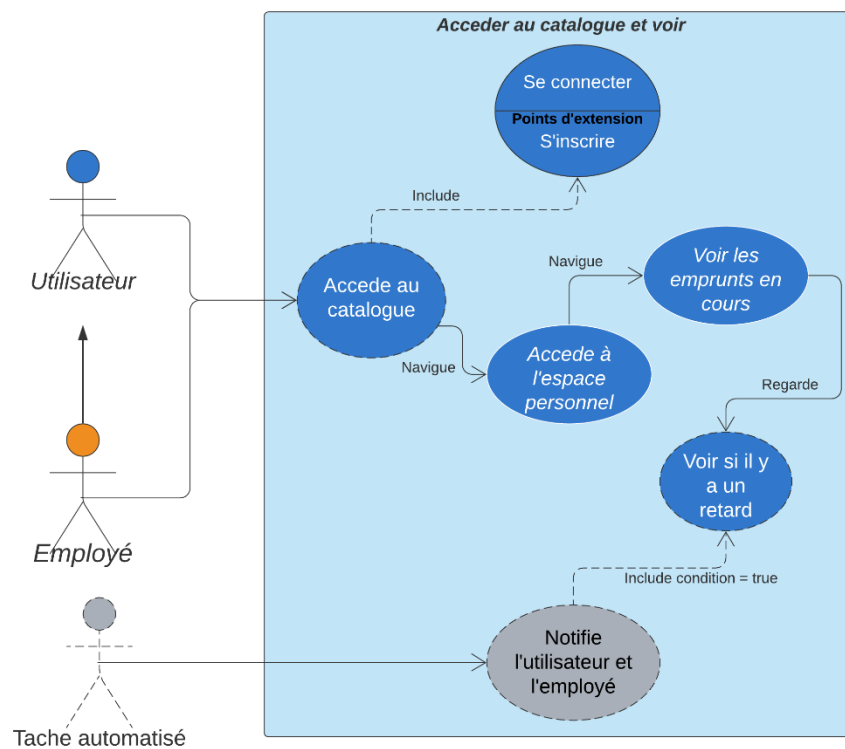 Acceder au catalogue et voir
Se connecter
Points d'extension
S'inscrire
Include
Utilisateur
Accede au
catalogue
Navigue
Voir les
emprunts en
cours
Navigue
Accede à
l'espace
personnel
Regarde
Employé
Voir si il y
a un
retard
Include condition = true
Notifie
l'utilisateur et
l'employé
Tache automatisé